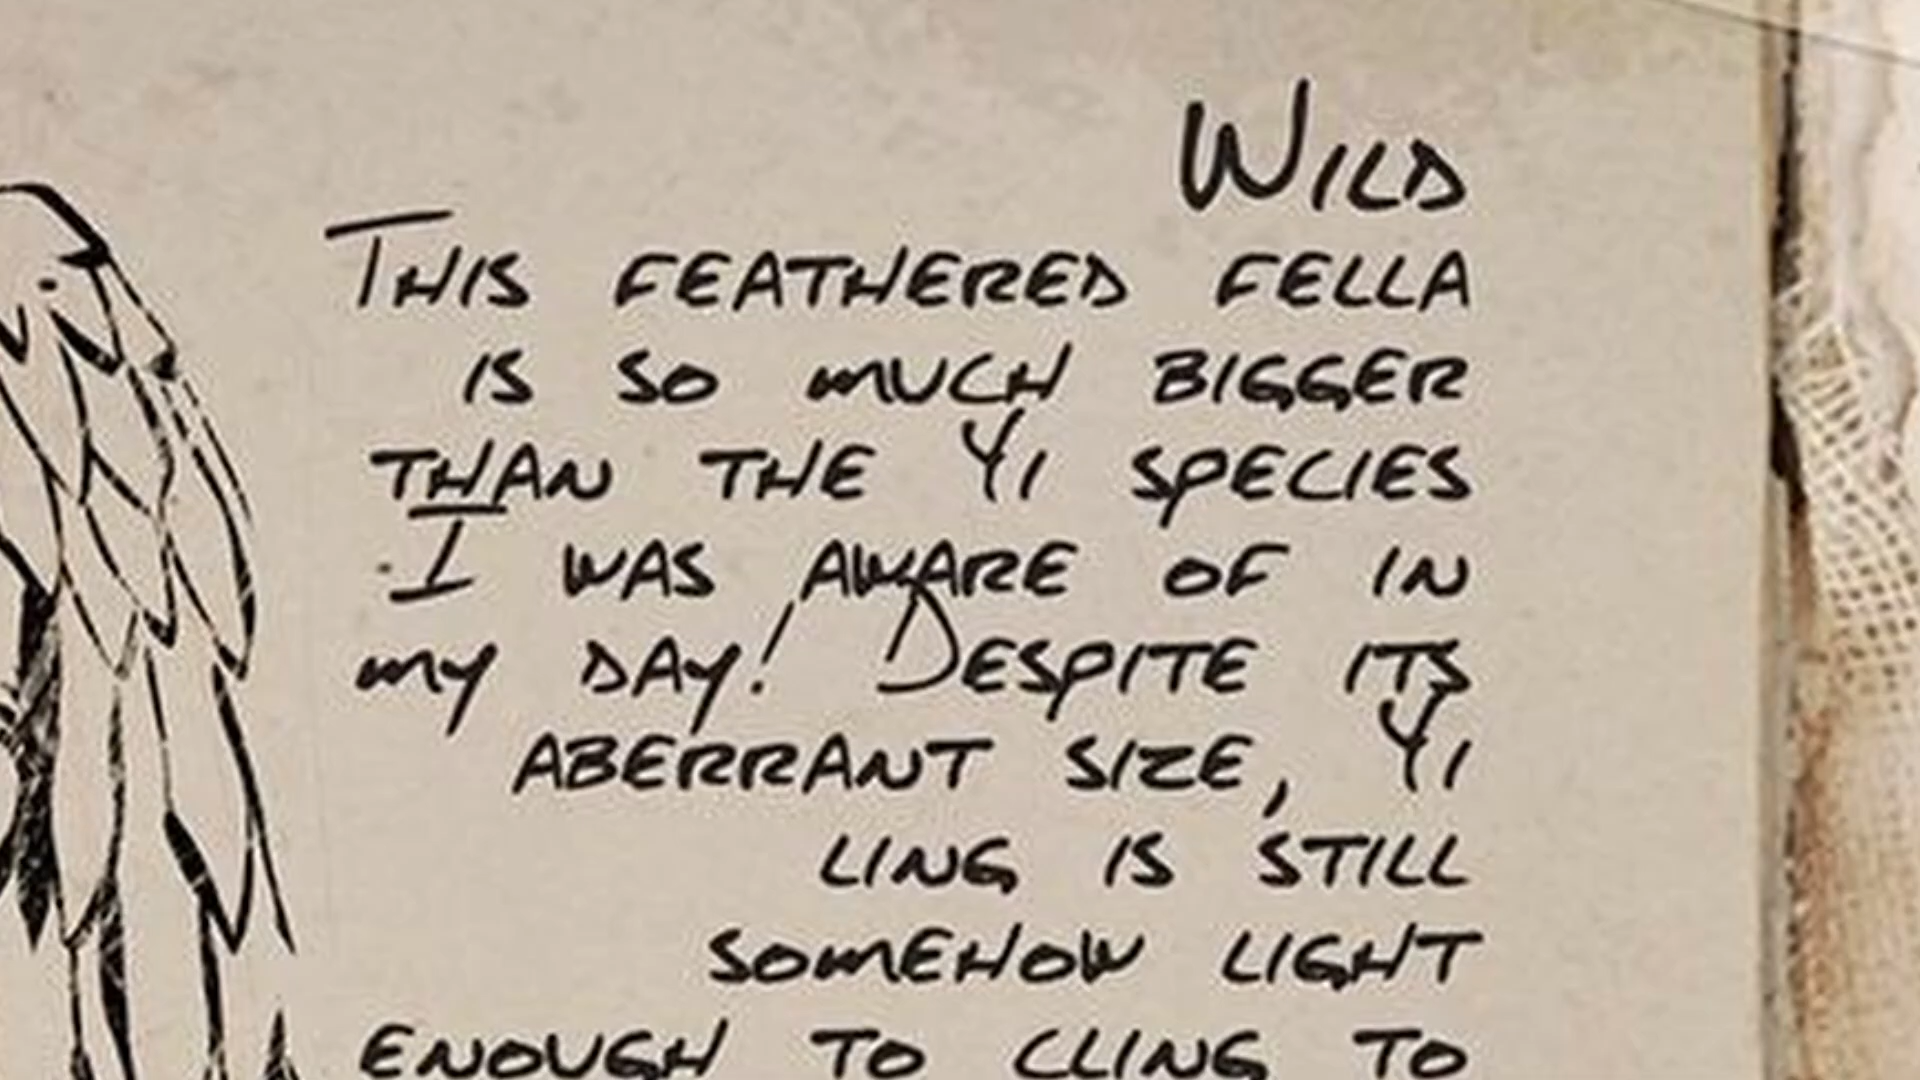 Wild
This feathered fella
is so much bigger
than the Yi species
I was aware of in
my day! Despite its
aberrant size, Yi
ling is still
somehow light
enough to cling to